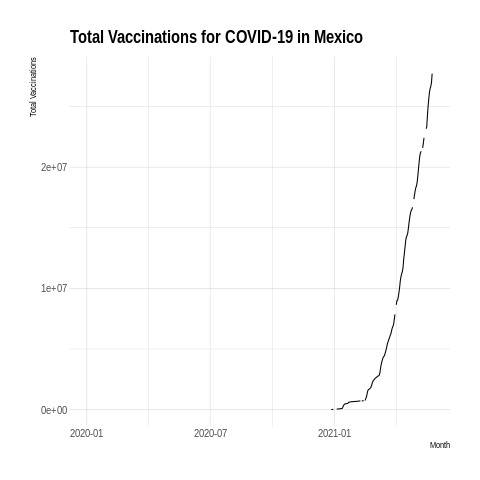 Total Vaccinations for COVID-19 in Mexico
Total Vaccinations
2e+07
1e+07
0e+00
2020-01
2020-07
2021-01
Month